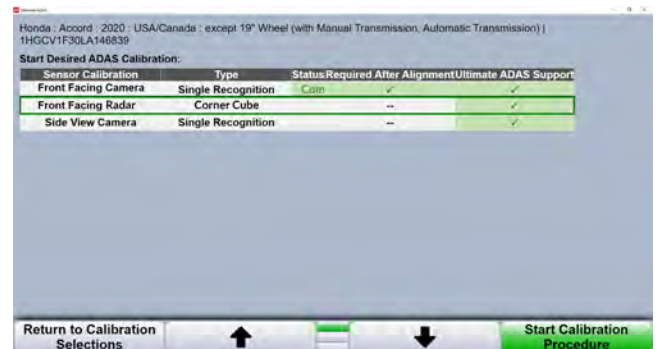 Honda : Accord : 2020 : USA/Canada : except 19" Wheel (with Manual Transmission, Automatic Transmission) |
1HGCV1F30LA146839
Start Desired ADAS Calibration:
Sensor Calibration Type Status Required After Alignment Ultimate ADAS Support
Front Facing Camera Single Recognition Com ✓ ✓
Front Facing Radar Corner Cube -- ✓
Side View Camera Single Recognition -- ✓
Return to Calibration Selections
Start Calibration Procedure